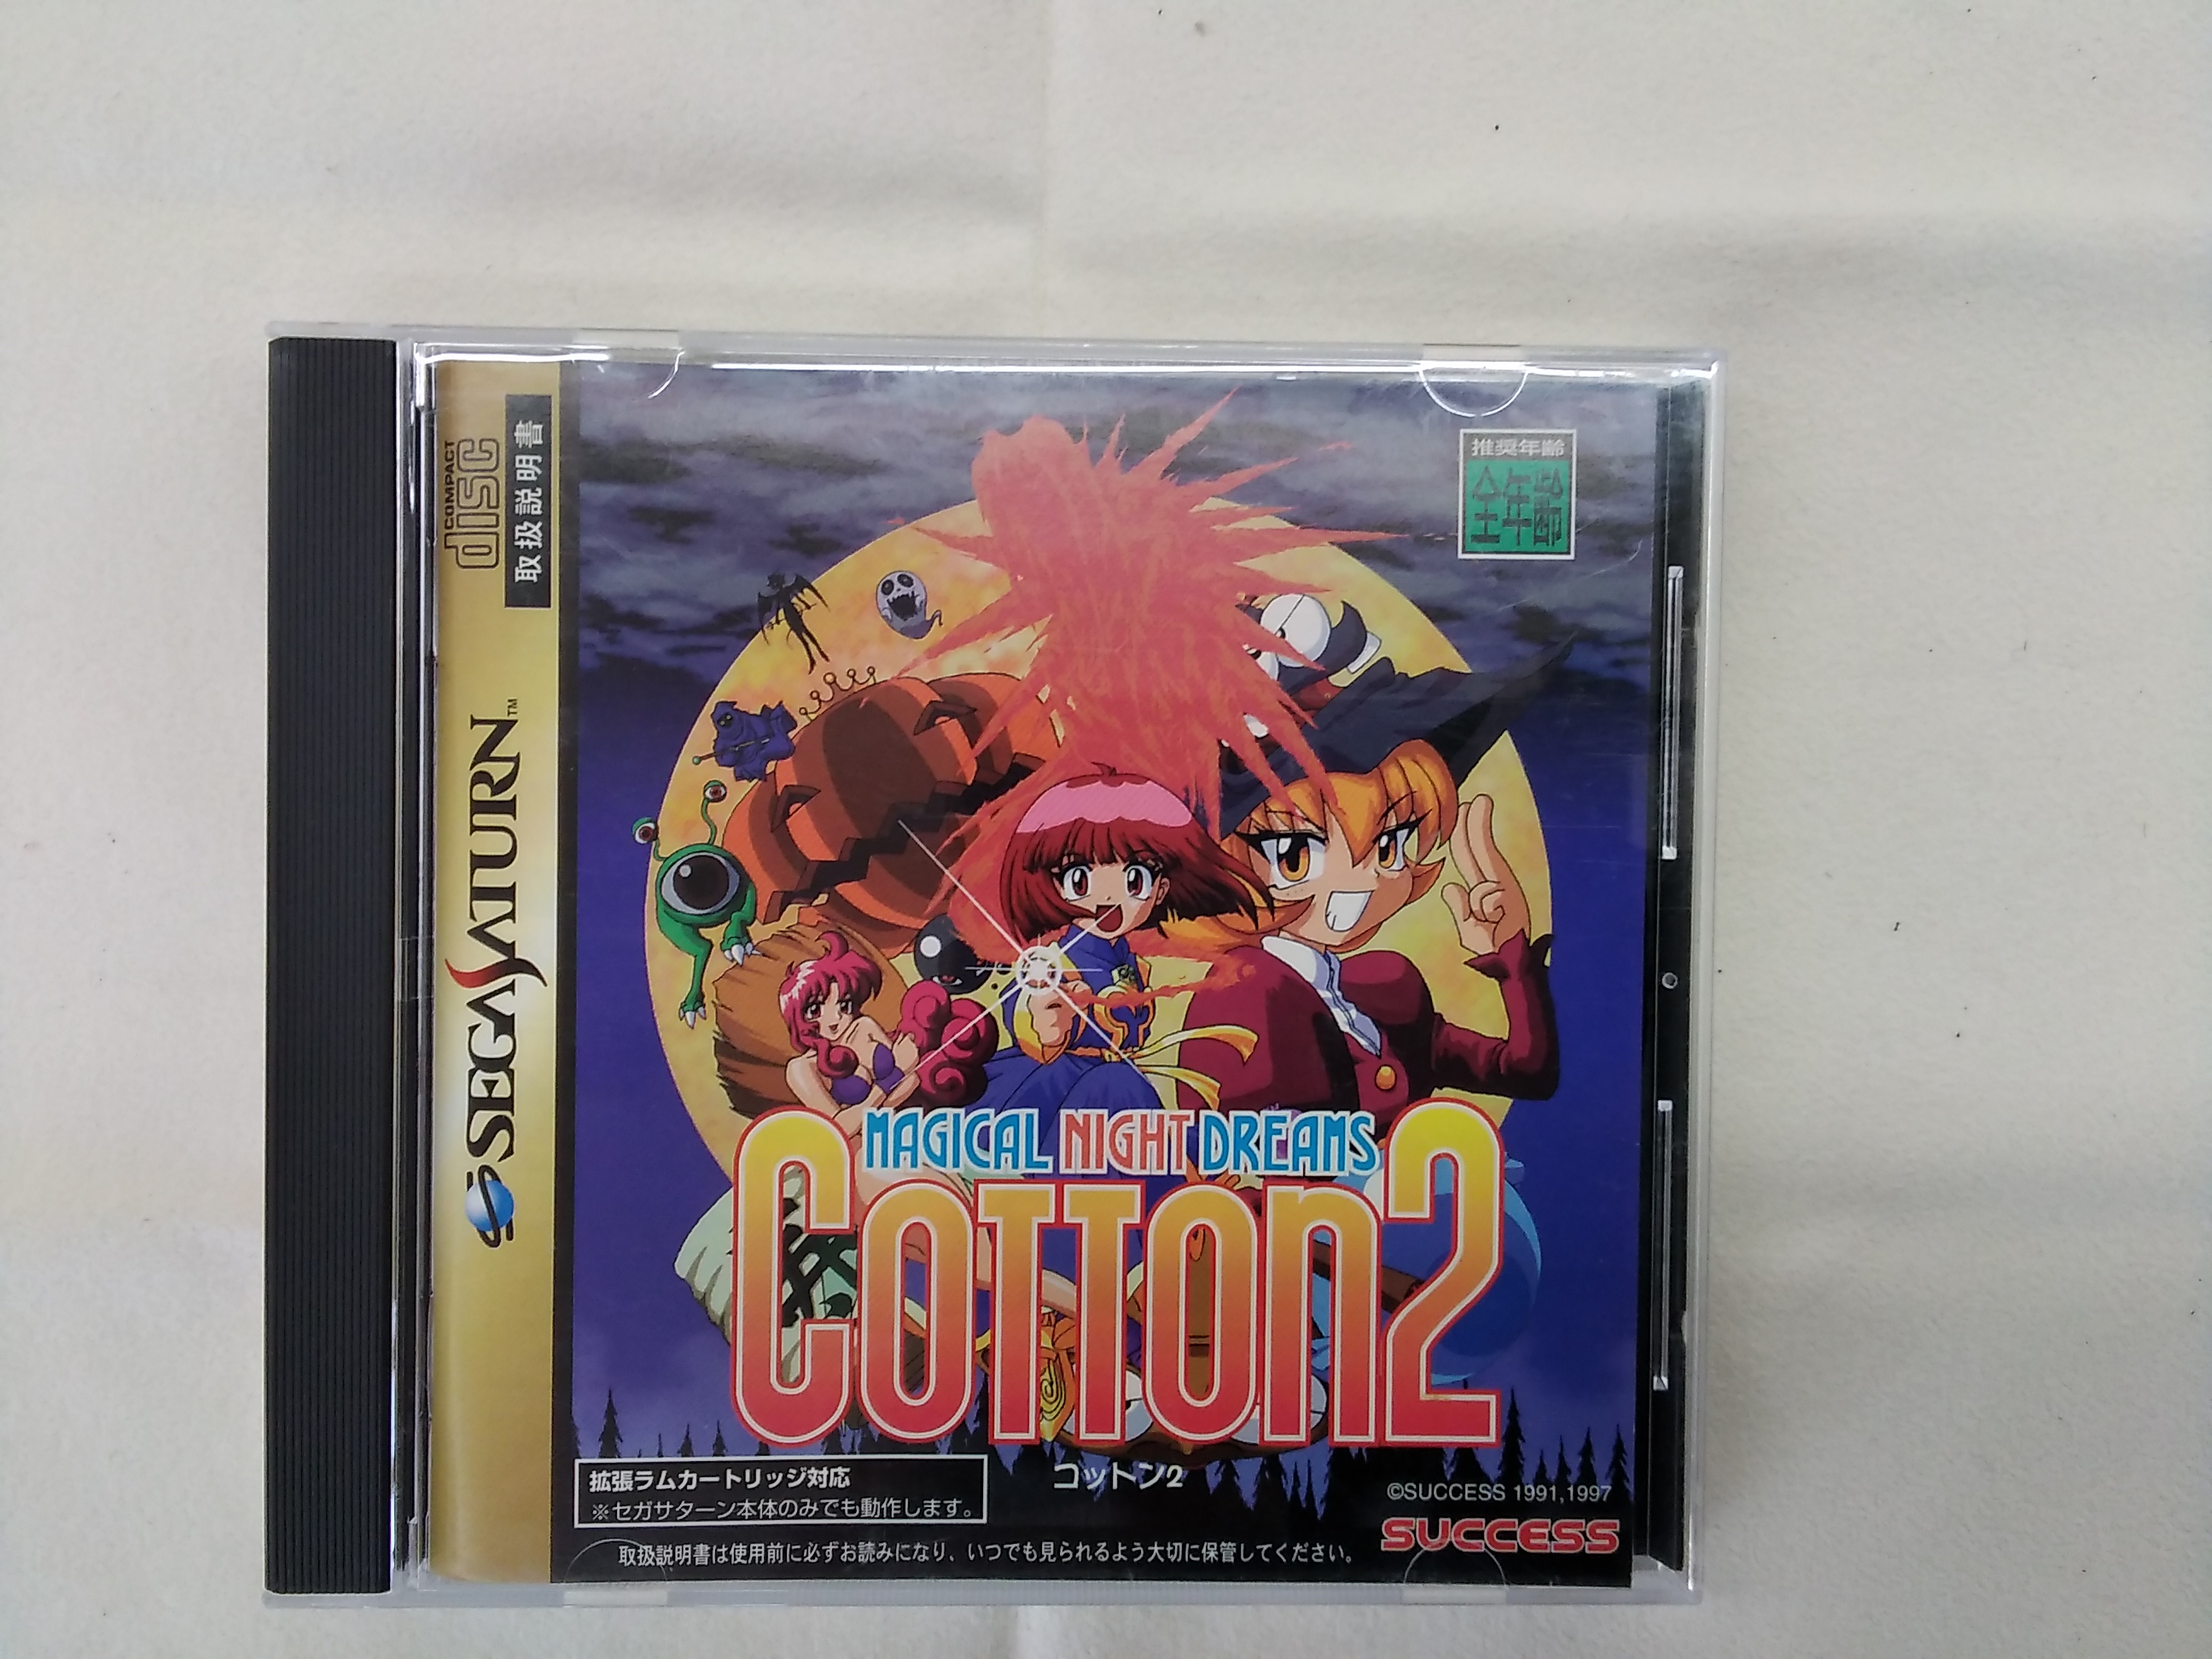 COMPACT
disc
取扱説明書
SEGA SATURN™
推奨年齢
全年齢
MAGICAL NIGHT DREAMS
COTTON2
コットン2
拡張ラムカートリッジ対応
※セガサターン本体のみでも動作します。
©SUCCESS 1991,1997
SUCCESS
取扱説明書は使用前に必ずお読みになり、いつでも見られるよう大切に保管してください。